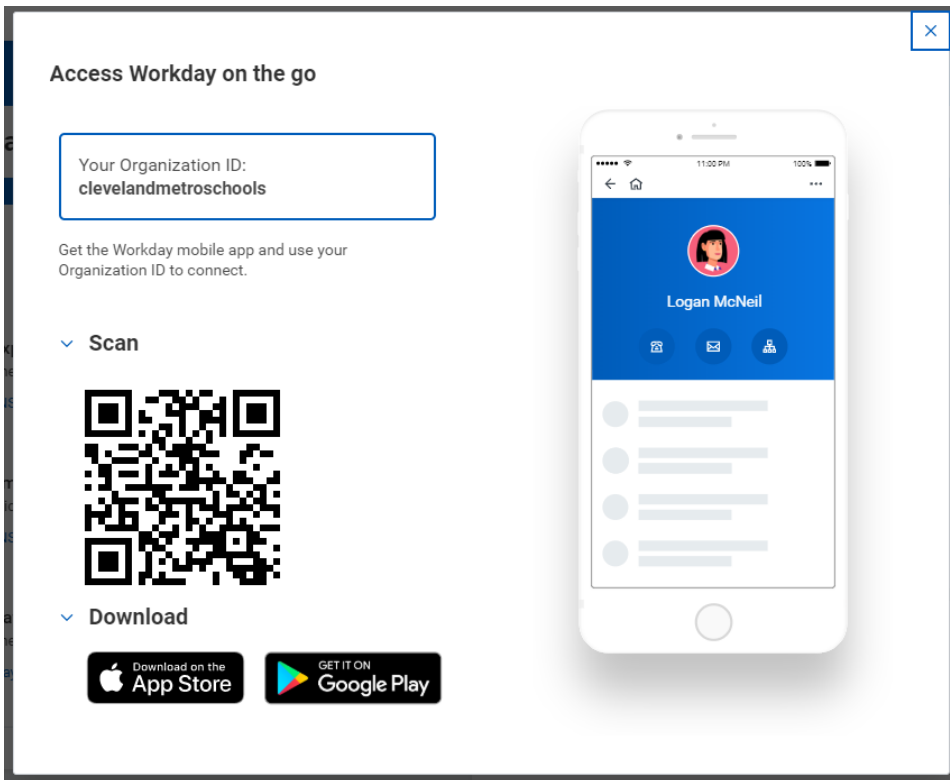 Access Workday on the go
Your Organization ID:
clevelandmetroschools
Get the Workday mobile app and use your
Organization ID to connect.
Scan
Download
Download on the
App Store
GET IT ON
Google Play
11:00 PM
100%
Logan McNeil